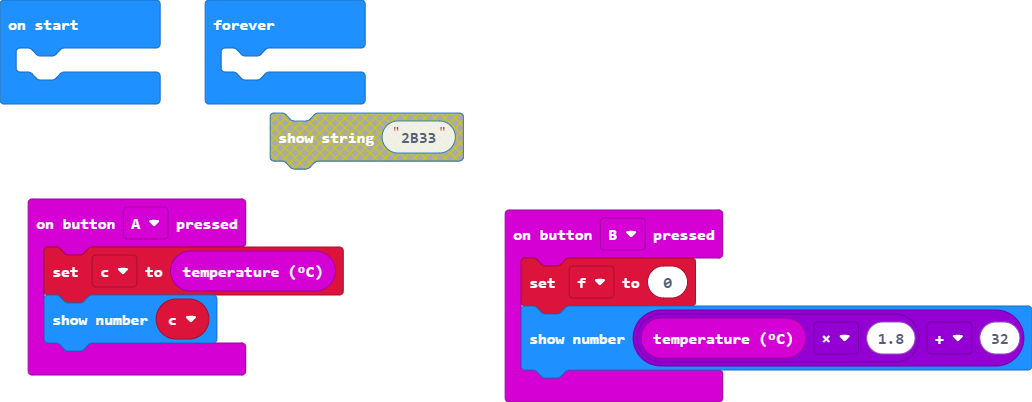 on start
forever
show string "2B33"
on button A pressed
set c to temperature (ºC)
show number c
on button B pressed
set f to 0
show number temperature (ºC) × 1.8 + 32